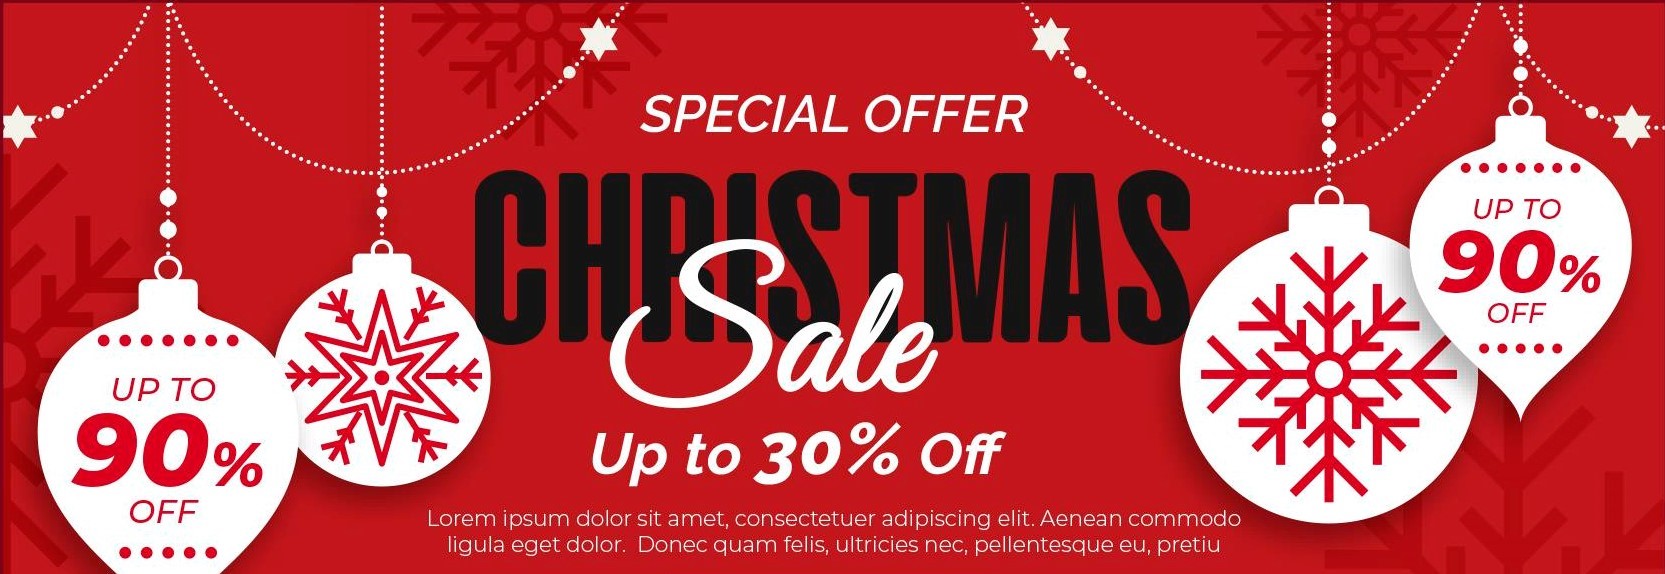 SPECIAL OFFER
CHRISTMAS
Sale
Up to 30% Off
Lorem ipsum dolor sit amet, consectetuer adipiscing elit. Aenean commodo
ligula eget dolor. Donec quam felis, ultricies nec, pellentesque eu, pretiu
UP TO
90%
OFF
UP TO
90%
OFF